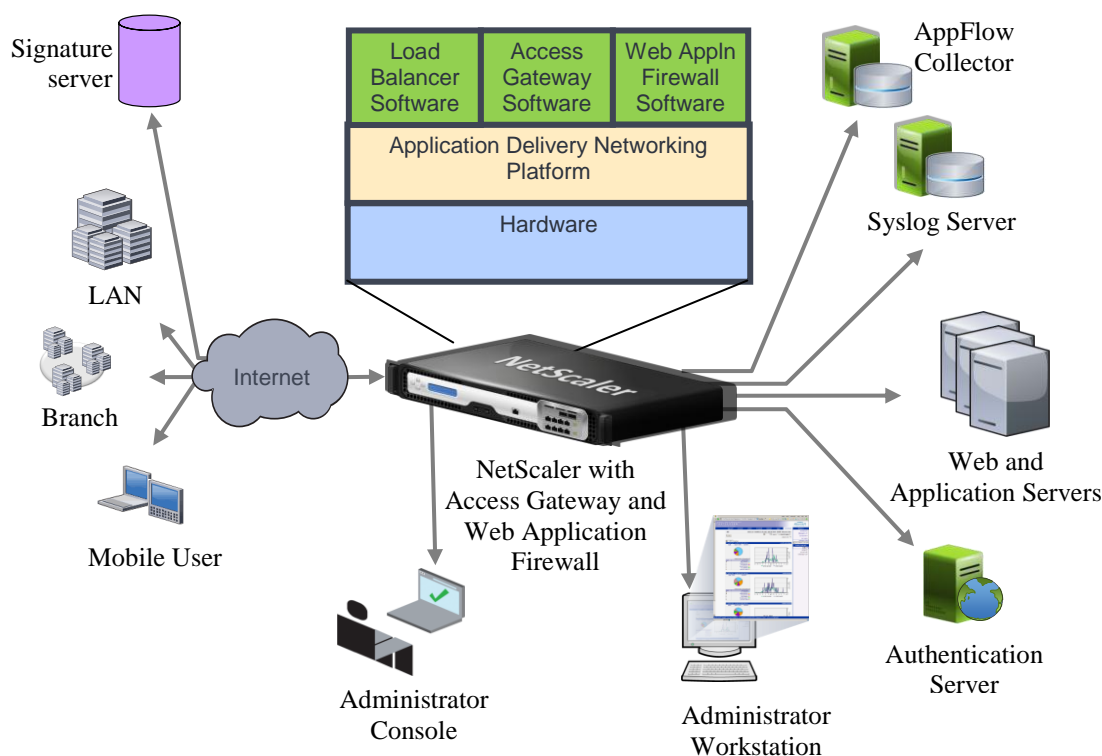 Signature
server
Load
Balancer
Software
Access
Gateway
Software
Web Appln
Firewall
Software
AppFlow
Collector
Application Delivery Networking
Platform
Syslog Server
Hardware
LAN
Internet
NetScaler
Branch
Web and
Application Servers
NetScaler with
Access Gateway and
Web Application
Firewall
Mobile User
Authentication
Server
Administrator
Console
Administrator
Workstation